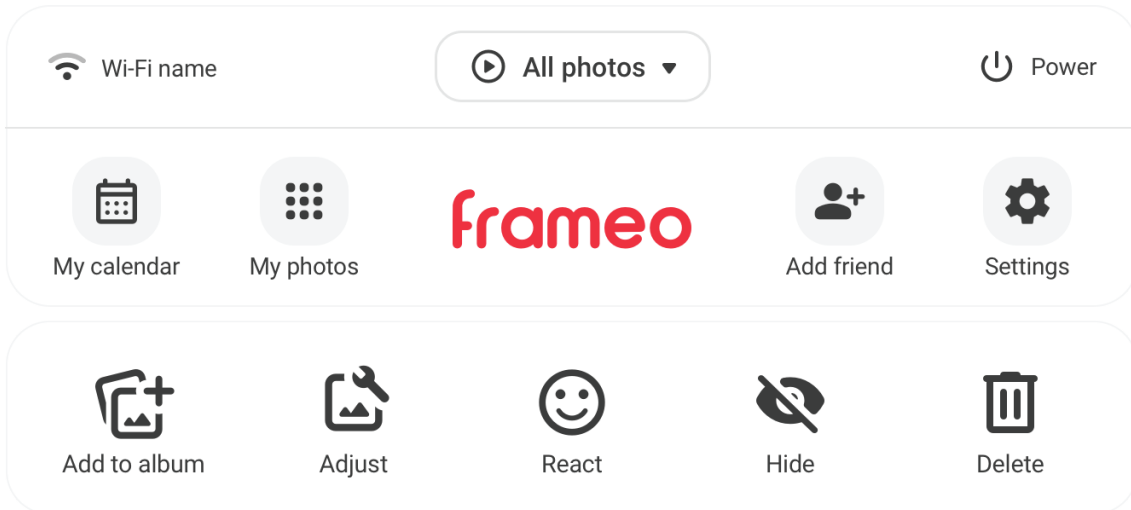 Wi-Fi name
All photos
Power
My calendar
My photos
frameo
Add friend
Settings
Add to album
Adjust
React
Hide
Delete